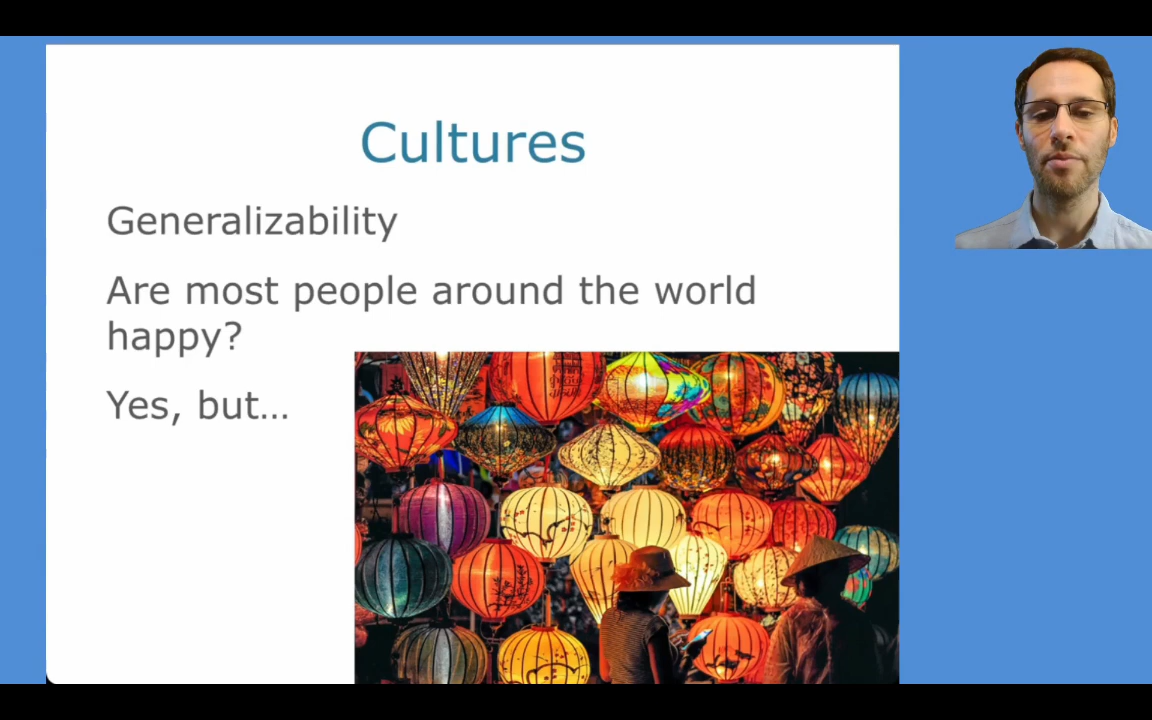 Cultures
Generalizability
Are most people around the world
happy?
Yes, but…